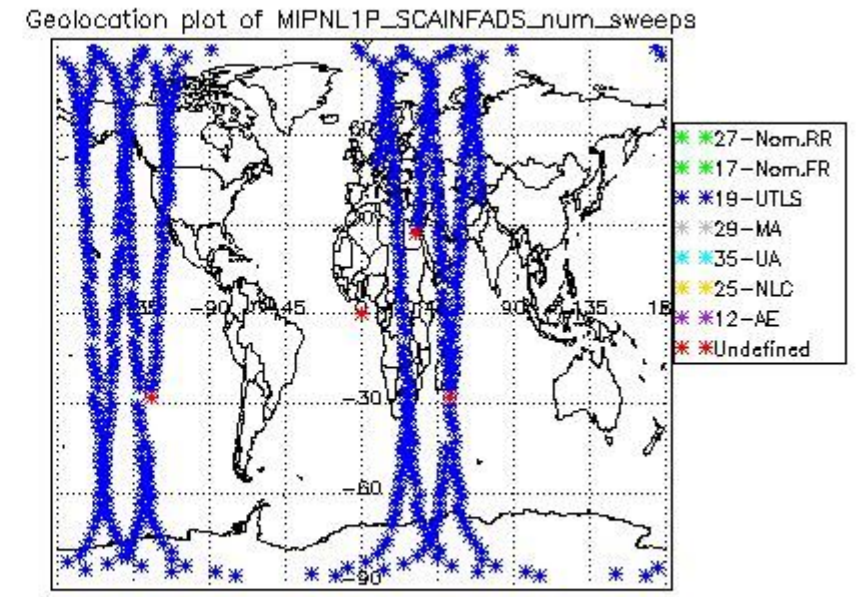 Geolocation plot of MIPNL1P_SCAINFADS_num_sweeps
60
27-Nom.RR
17-Nom.FR
19-UTLS
29-MA
35-UA
25-NLC
12-AE
Undefined
-90
-45
0
90
135
-30
-60
-90